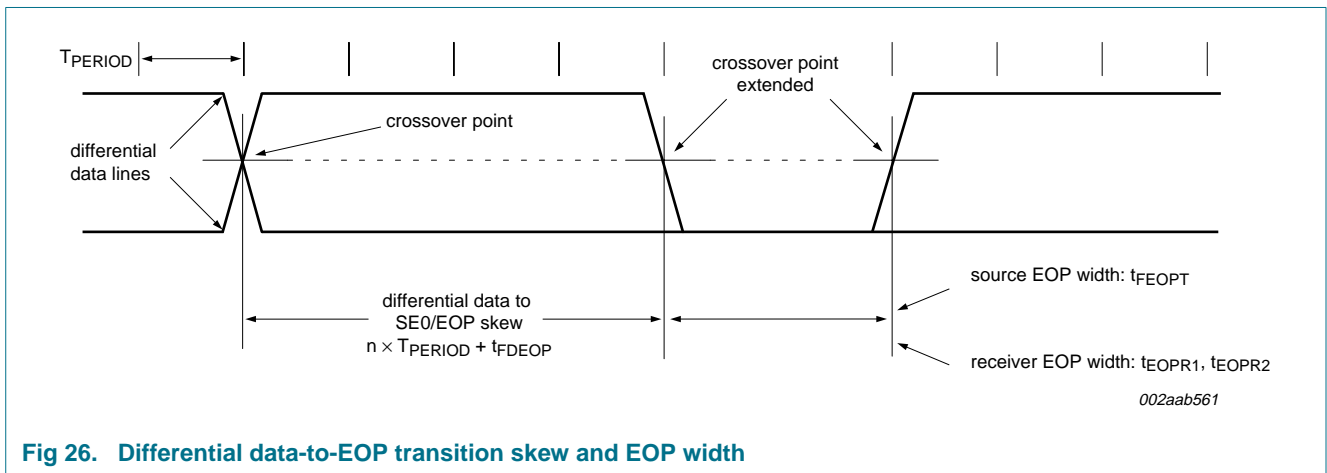 TPERIOD
crossover point
extended
crossover point
differential
data lines
differential data to
SE0/EOP skew
n × TPERIOD + tFDEOP
source EOP width: tFEOPT
receiver EOP width: tEOPR1, tEOPR2
002aab561
Fig 26. Differential data-to-EOP transition skew and EOP width